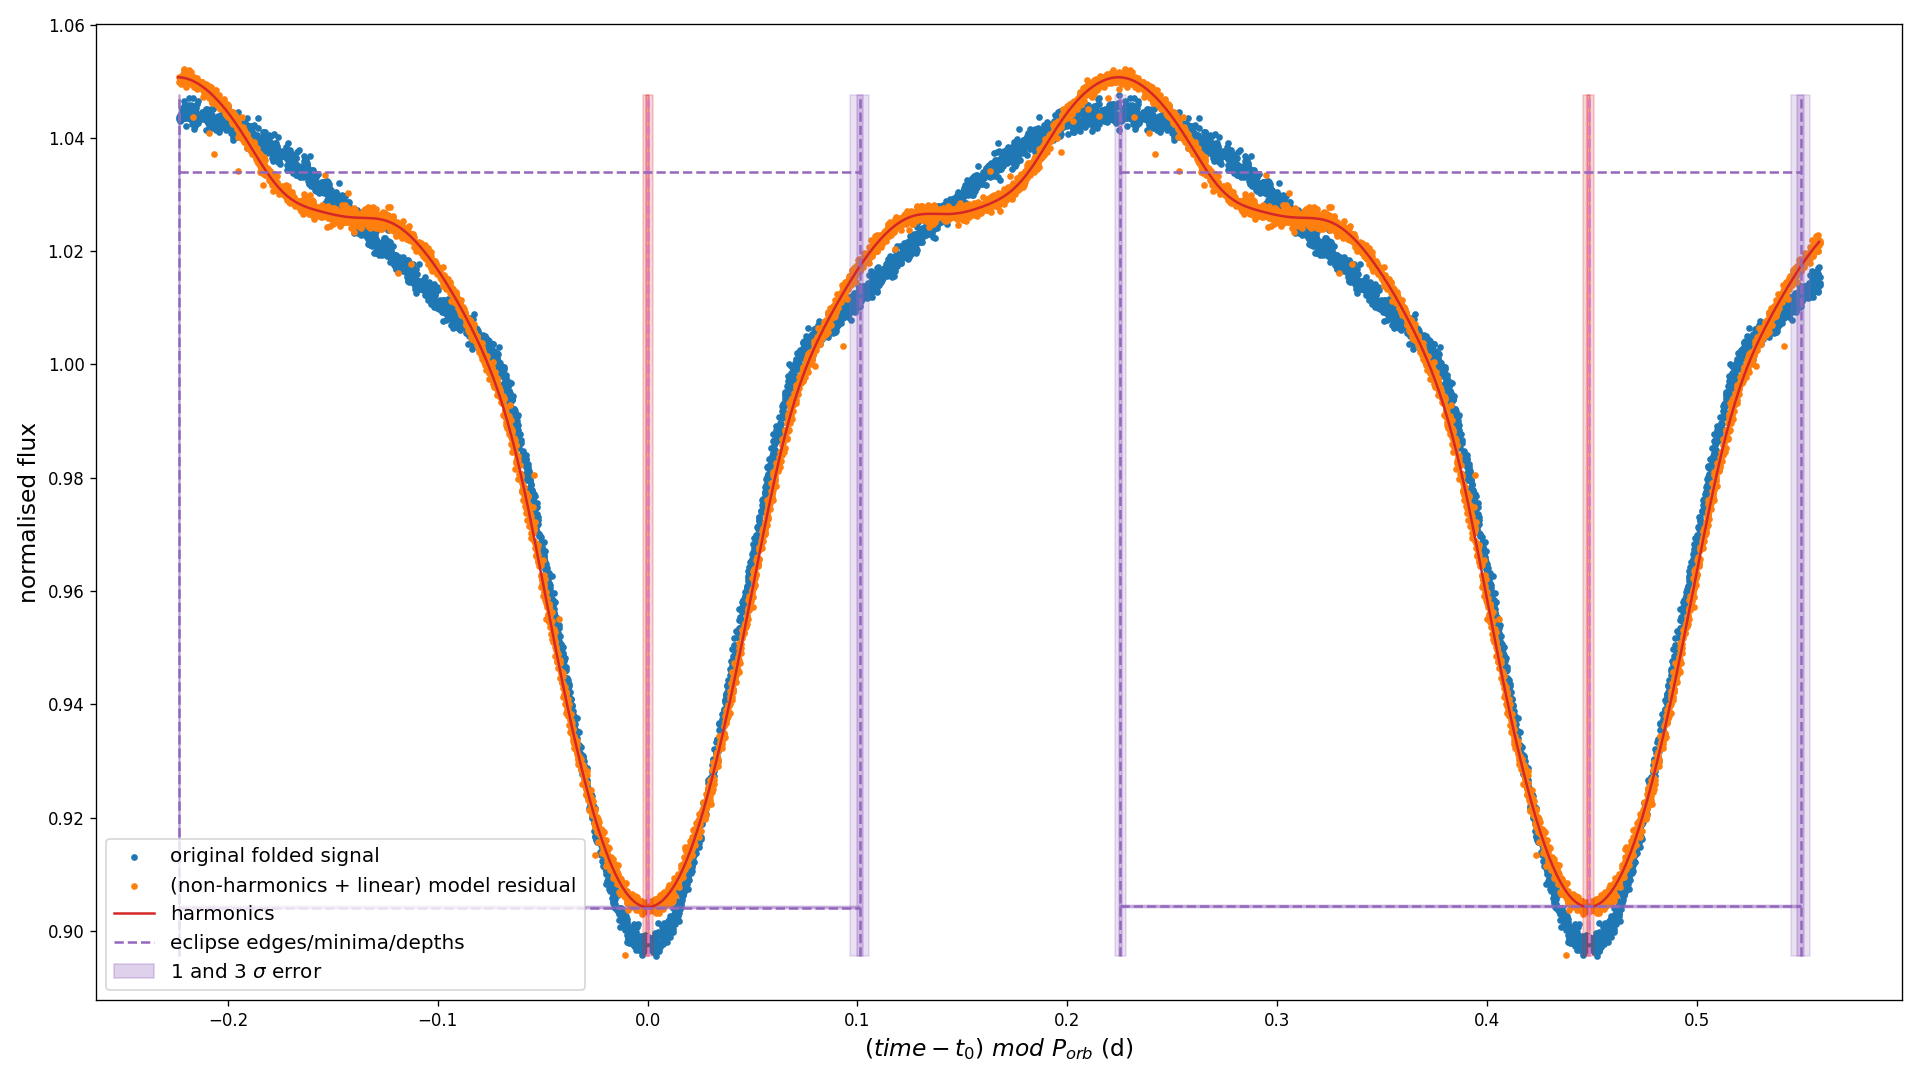 1.06
1.04
1.02
1.00
0.98
0.96
0.94
0.92
0.90
normalised flux
original folded signal
(non-harmonics + linear) model residual
harmonics
eclipse edges/minima/depths
1 and 3 σ error
−0.2 −0.1 0.0 0.1 0.2 0.3 0.4 0.5
(time − t₀) mod Pₒᵣb (d)